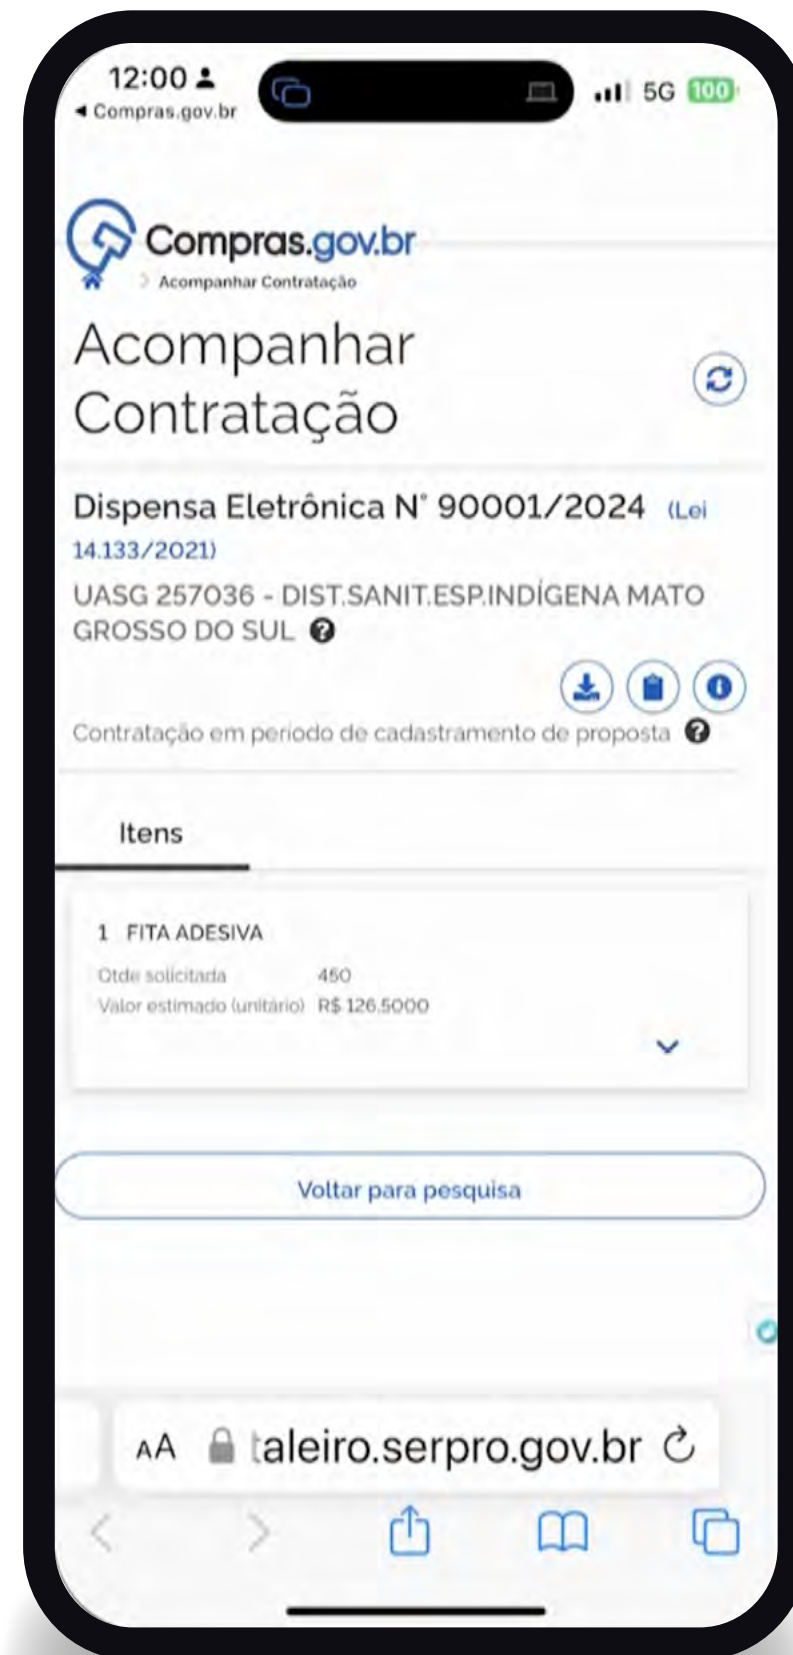 12:00
◄ Compras.gov.br
5G 100
Compras.gov.br
Acompanhar Contratação
Acompanhar
Contratação
Dispensa Eletrônica N° 90001/2024 (Lei
14.133/2021)
UASG 257036 - DIST.SANIT.ESP.INDÍGENA MATO
GROSSO DO SUL
Contratação em período de cadastramento de proposta
Itens
1 FITA ADESIVA
Qtde solicitada 450
Valor estimado (unitário) R$ 126,5000
Voltar para pesquisa
AA taleiro.serpro.gov.br